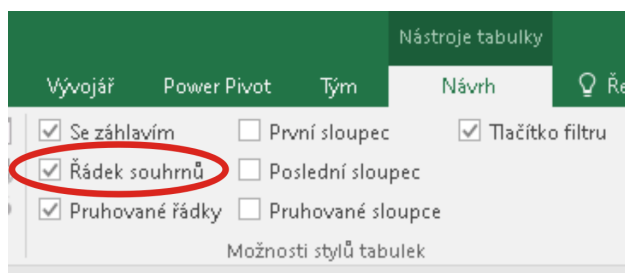 Nástroje tabulky
Vývojář Power Pivot Tým Návrh Ře
Se záhlavím První sloupec Tlačítko filtru
Řádek souhrnů Poslední sloupec
Pruhované řádky Pruhované sloupce
Možnosti stylů tabulek